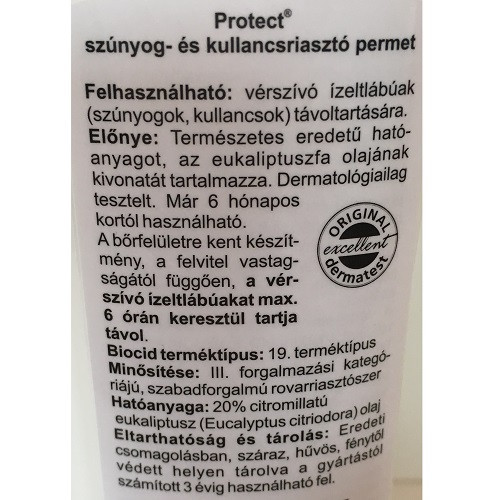 Protect®
szúnyog- és kullancsriasztó permet
Felhasználható: vérszívó ízeltlábúak
(szúnyogok, kullancsok) távoltartására.
Előnye: Természetes eredetű ható-
anyagot, az eukaliptuszfa olajának
kivonatát tartalmazza. Dermatológiailag
tesztelt. Már 6 hónapos
kortól használható.
A bőrfelületre kent készít-
mény, a felvitel vastag-
ságától függően, a vér-
szívó ízeltlábúakat max.
6 órán keresztül tartja
távol.
ORIGINAL
excellent
dermatest
Biocid terméktípus: 19. terméktípus
Minősítése: III. forgalmazási kategó-
riájú, szabadforgalmú rovarriasztószer
Hatóanyaga: 20% citromillatú
eukaliptusz (Eucalyptus citriodora) olaj
Eltarthatóság és tárolás: Eredeti
csomagolásban, száraz, hűvös, fénytől
védett helyen tárolva a gyártástól
számított 3 évig használható fel.